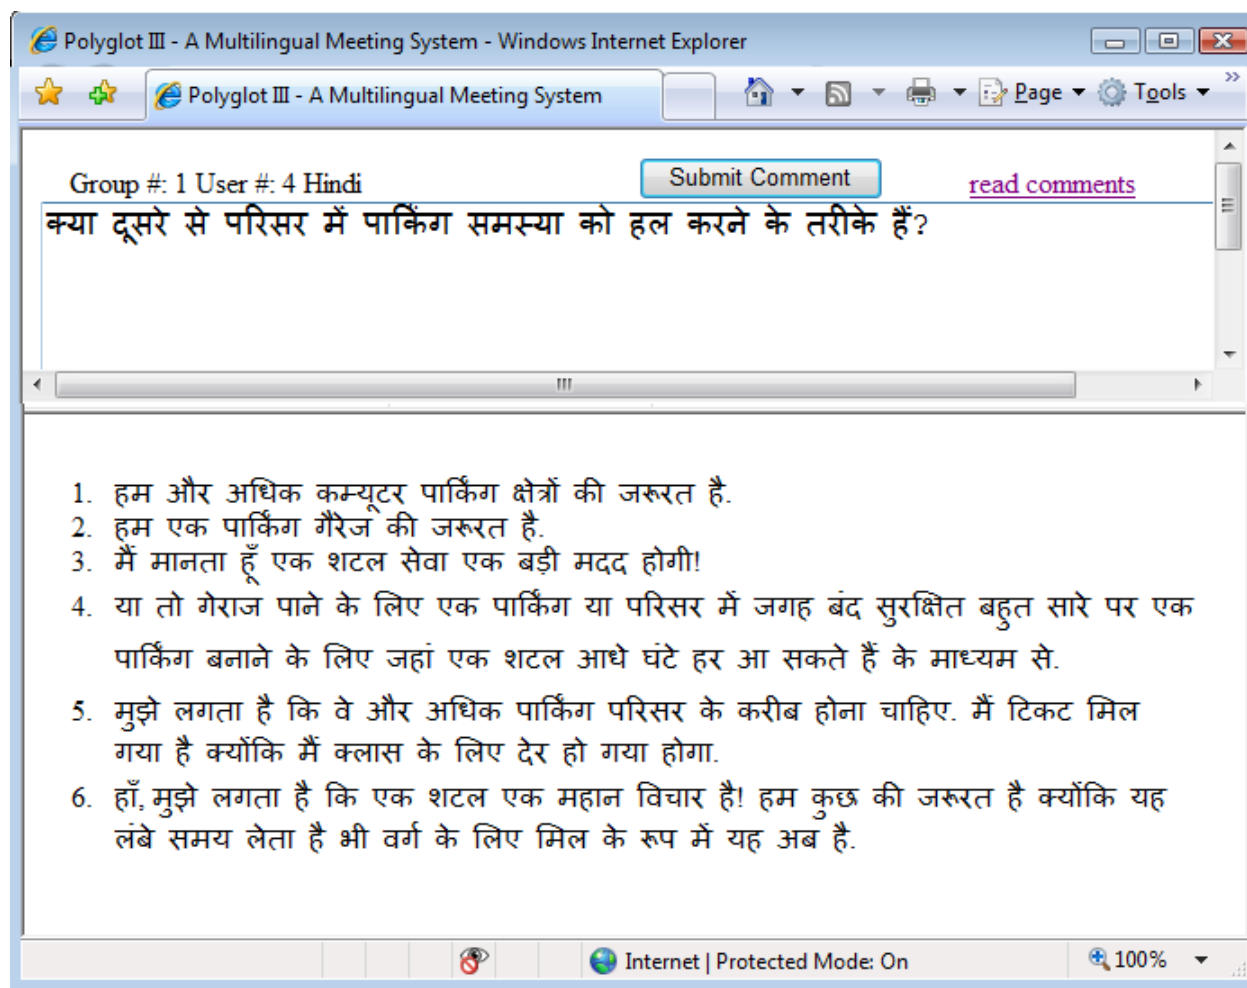 Polyglot III - A Multilingual Meeting System - Windows Internet Explorer
Polyglot III - A Multilingual Meeting System
Page
Tools
Group #: 1 User #: 4 Hindi
Submit Comment
read comments
क्या दूसरे से परिसर में पार्किंग समस्या को हल करने के तरीके हैं?
1. हम और अधिक कम्यूटर पार्किंग क्षेत्रों की जरूरत है.
2. हम एक पार्किंग गैरेज की जरूरत है.
3. मैं मानता हूँ एक शटल सेवा एक बड़ी मदद होगी!
4. या तो गेराज पाने के लिए एक पार्किंग या परिसर में जगह बंद सुरक्षित बहुत सारे पर एक
पार्किंग बनाने के लिए जहां एक शटल आधे घंटे हर आ सकते हैं के माध्यम से.
5. मुझे लगता है कि वे और अधिक पार्किंग परिसर के करीब होना चाहिए. मैं टिकट मिल
गया है क्योंकि मैं क्लास के लिए देर हो गया होगा.
6. हाँ, मुझे लगता है कि एक शटल एक महान विचार है! हम कुछ की जरूरत है क्योंकि यह
लंबे समय लेता है भी वर्ग के लिए मिल के रूप में यह अब है.
Internet | Protected Mode: On
100%